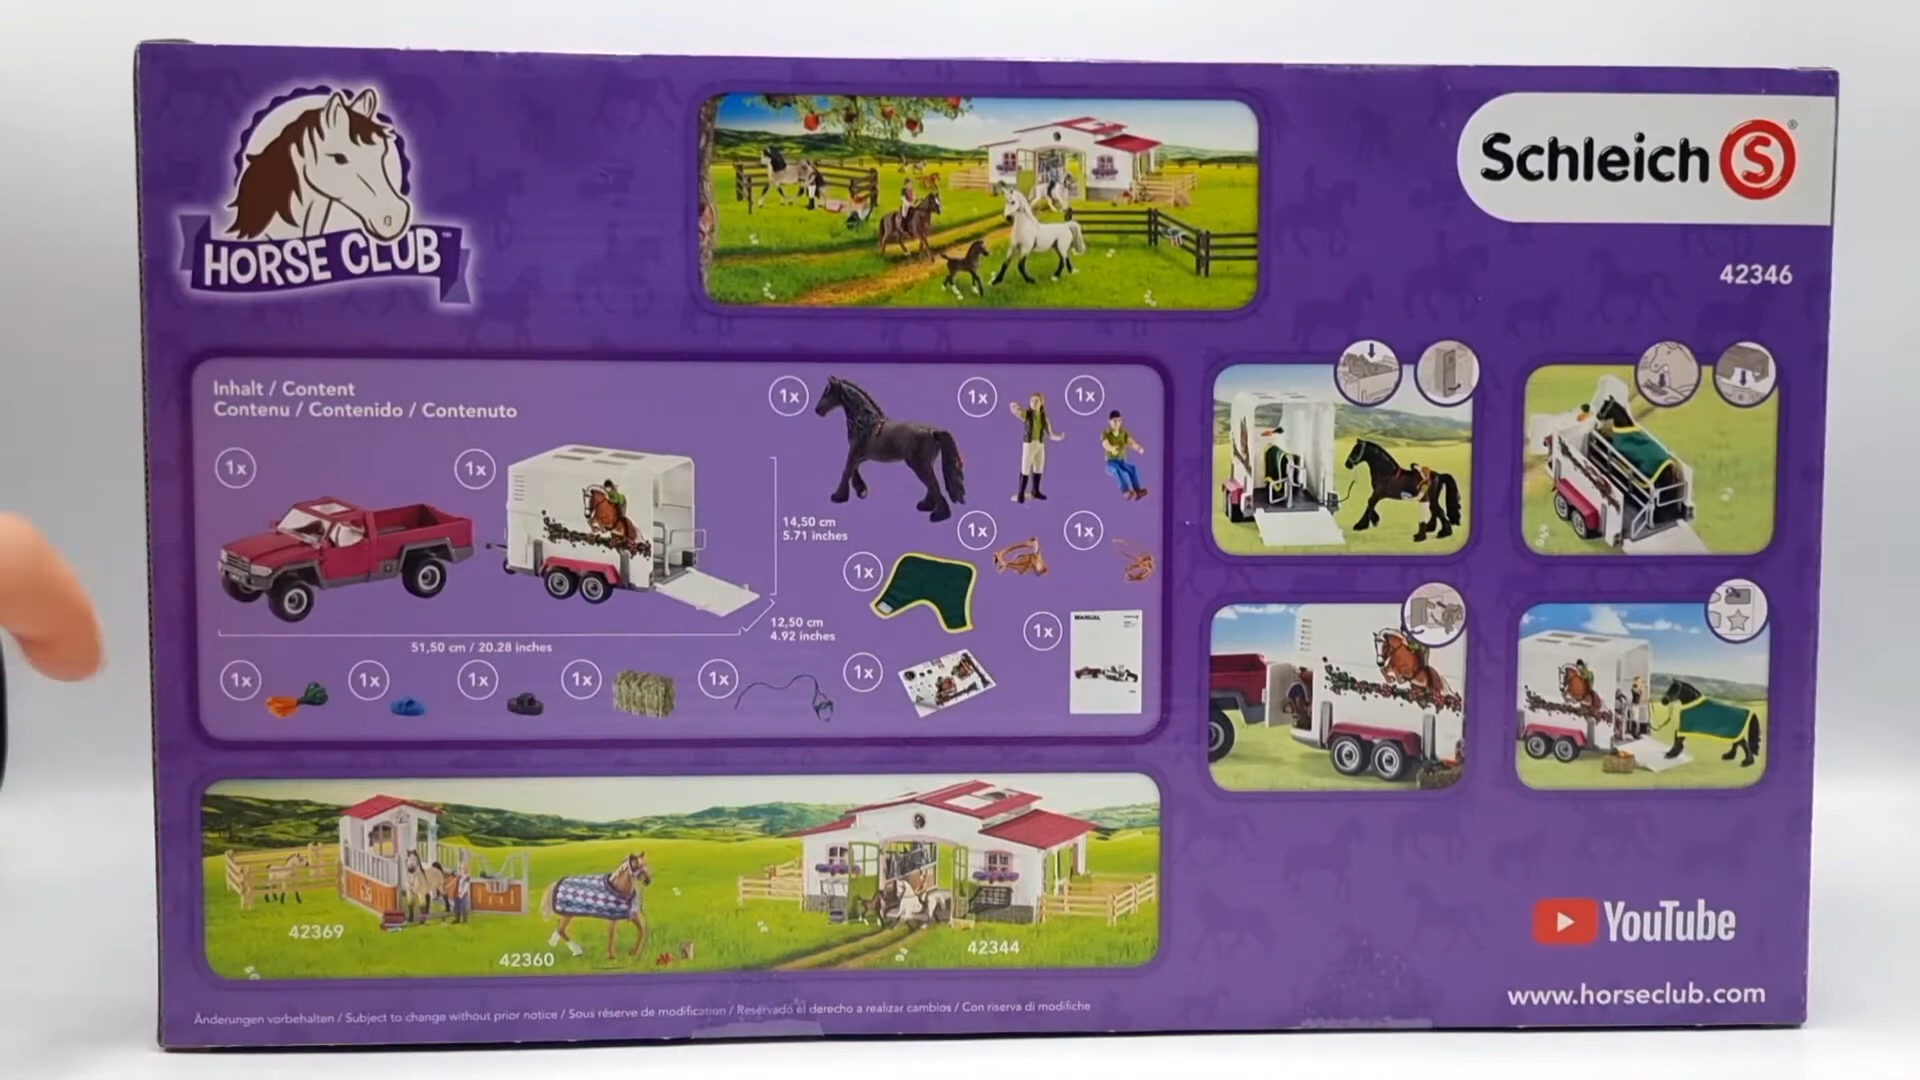 HORSE CLUB™
Schleich S®
42346
Inhalt / Content
Contenu / Contenido / Contenuto
1x
1x
1x
1x
1x
14,50 cm
5.71 inches
1x
1x
1x
12,50 cm
4.92 inches
51,50 cm / 20.28 inches
1x
MANUAL
1x
1x
1x
1x
1x
1x
42369
42360
42344
YouTube
www.horseclub.com
Änderungen vorbehalten / Subject to change without prior notice / Sous réserve de modification / Reservado el derecho a realizar cambios / Con riserva di modifiche